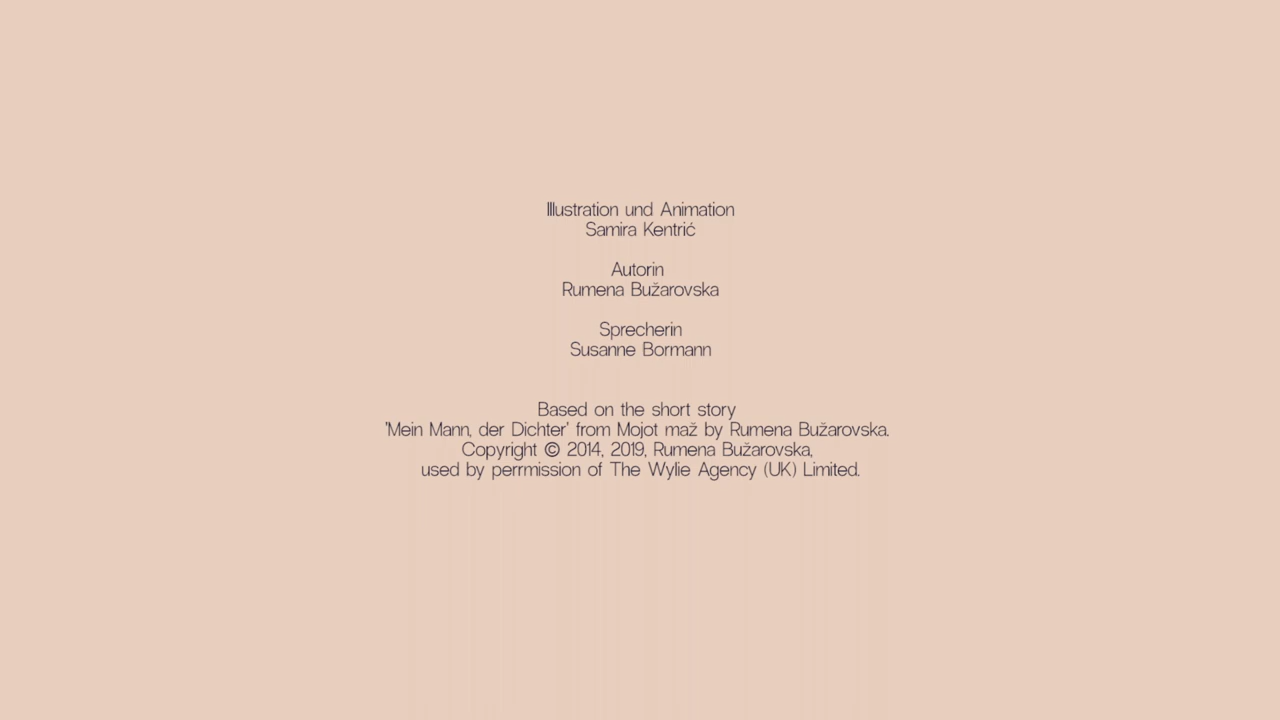 Illustration und Animation
Samira Kentrić
Autorin
Rumena Bužarovska
Sprecherin
Susanne Bormann
Based on the short story
'Mein Mann, der Dichter' from Mojot maž by Rumena Bužarovska.
Copyright © 2014, 2019, Rumena Bužarovska,
used by perrmission of The Wylie Agency (UK) Limited.